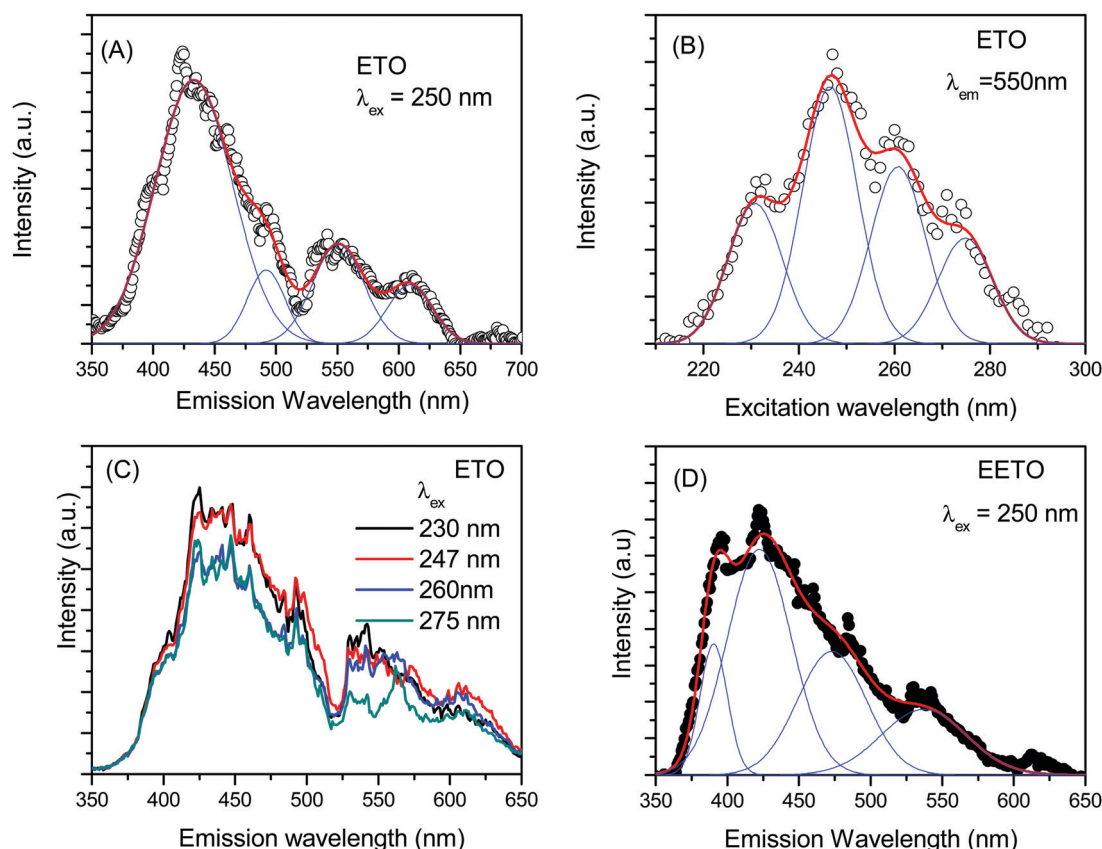 (A)
ETO
λex = 250 nm
Intensity (a.u.)
350 400 450 500 550 600 650 700
Emission Wavelength (nm)
(B)
ETO
λem=550nm
Intensity (a.u.)
220 240 260 280 300
Excitation wavelength (nm)
(C)
ETO
λex
230 nm
247 nm
260nm
275 nm
Intensity (a.u.)
350 400 450 500 550 600 650
Emission wavelength (nm)
(D)
EETO
λex = 250 nm
Intensity (a.u)
350 400 450 500 550 600 650
Emission Wavelength (nm)